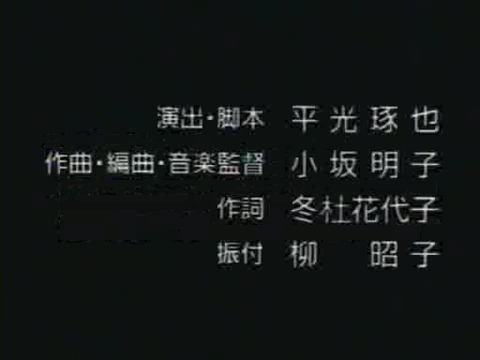 演出・脚本 平光琢也
作曲・編曲・音楽監督 小坂明子
作詞 冬杜花代子
振付 柳 昭子